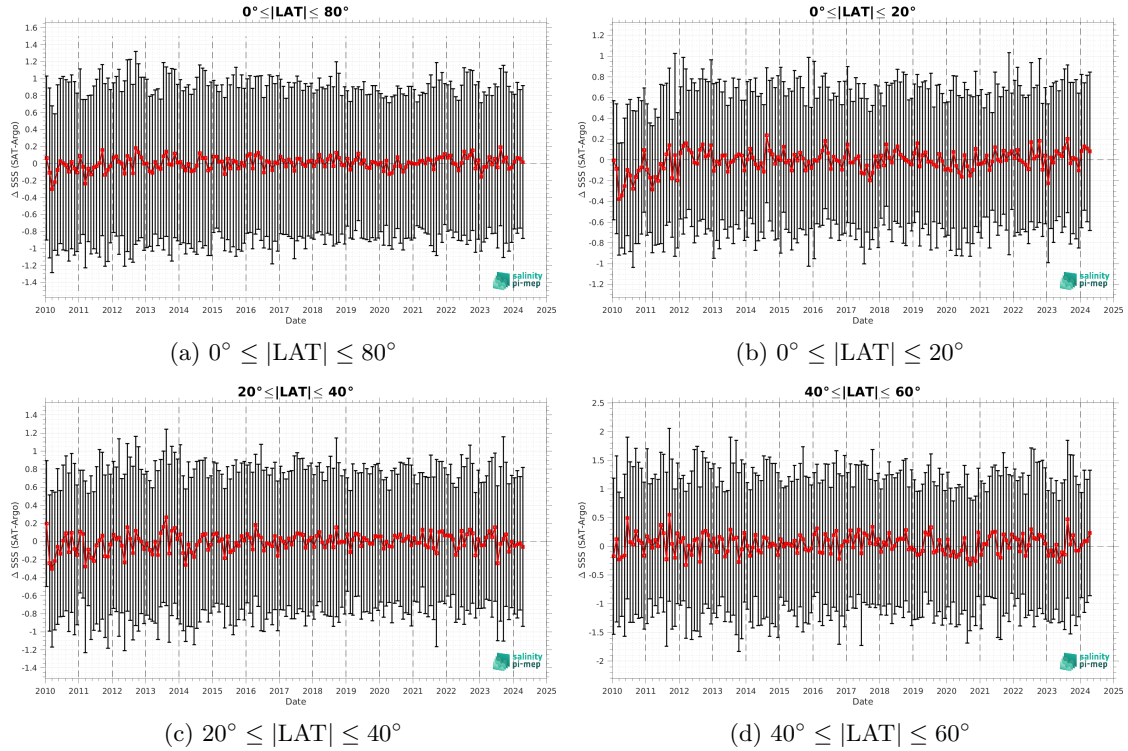 0°≤|LAT|≤ 80°
Δ SSS (SAT-Argo)
1.6
1.4
1.2
1
0.8
0.6
0.4
0.2
0
-0.2
-0.4
-0.6
-0.8
-1
-1.2
-1.4
salinity
pi-mep
2010 2011 2012 2013 2014 2015 2016 2017 2018 2019 2020 2021 2022 2023 2024 2025
Date
(a) 0° ≤ |LAT| ≤ 80°
0°≤|LAT|≤ 20°
Δ SSS (SAT-Argo)
1.2
1
0.8
0.6
0.4
0.2
0
-0.2
-0.4
-0.6
-0.8
-1
-1.2
salinity
pi-mep
2010 2011 2012 2013 2014 2015 2016 2017 2018 2019 2020 2021 2022 2023 2024 2025
Date
(b) 0° ≤ |LAT| ≤ 20°
20°≤|LAT|≤ 40°
Δ SSS (SAT-Argo)
1.4
1.2
1
0.8
0.6
0.4
0.2
0
-0.2
-0.4
-0.6
-0.8
-1
-1.2
-1.4
salinity
pi-mep
2010 2011 2012 2013 2014 2015 2016 2017 2018 2019 2020 2021 2022 2023 2024 2025
Date
(c) 20° ≤ |LAT| ≤ 40°
40°≤|LAT|≤ 60°
Δ SSS (SAT-Argo)
2.5
2
1.5
1
0.5
0
-0.5
-1
-1.5
-2
salinity
pi-mep
2010 2011 2012 2013 2014 2015 2016 2017 2018 2019 2020 2021 2022 2023 2024 2025
Date
(d) 40° ≤ |LAT| ≤ 60°